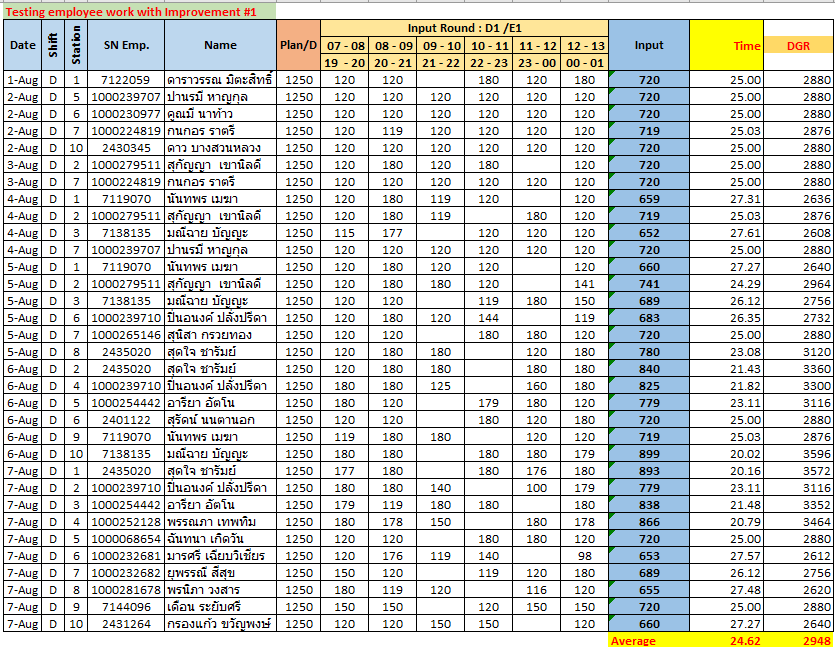 Testing employee work with Improvement #1
Date Shift Station SN Emp. Name Plan/D Input Round : D1 /E1 Input Time DGR
07 - 08 08 - 09 09 - 10 10 - 11 11 - 12 12 - 13
19 - 20 20 - 21 21 - 22 22 - 23 23 - 00 00 - 01
1-Aug D 1 7122059 ดาราวรรณ มิตะสิทธิ์ 1250 120 120 180 120 180 720 25.00 2880
2-Aug D 5 1000239707 ปานรมี หาญกุล 1250 120 120 120 120 120 120 720 25.00 2880
2-Aug D 6 1000230977 คูณมี นาท้าว 1250 120 120 120 120 120 120 720 25.00 2880
2-Aug D 7 1000224819 กนกอร ราตรี 1250 120 119 120 120 120 120 719 25.03 2876
2-Aug D 10 2430345 ดาว บางสวนหลวง 1250 120 120 120 120 120 120 720 25.00 2880
3-Aug D 2 1000279511 สุกัญญา เขานิลดี 1250 120 180 120 180 120 720 25.00 2880
3-Aug D 7 1000224819 กนกอร ราตรี 1250 120 120 120 120 120 120 720 25.00 2880
4-Aug D 1 7119070 นันทพร เมฆา 1250 120 180 119 120 120 659 27.31 2636
4-Aug D 2 1000279511 สุกัญญา เขานิลดี 1250 120 180 119 180 120 719 25.03 2876
4-Aug D 3 7138135 มณีฉาย บัญญะ 1250 115 177 120 120 120 652 27.61 2608
4-Aug D 7 1000239707 ปานรมี หาญกุล 1250 120 120 120 120 120 120 720 25.00 2880
5-Aug D 1 7119070 นันทพร เมฆา 1250 120 180 120 120 120 660 27.27 2640
5-Aug D 2 1000279511 สุกัญญา เขานิลดี 1250 120 180 180 120 141 741 24.29 2964
5-Aug D 3 7138135 มณีฉาย บัญญะ 1250 120 120 119 180 150 689 26.12 2756
5-Aug D 6 1000239710 ปิ่นอนงค์ ปลั่งปรีดา 1250 120 180 120 144 119 683 26.35 2732
5-Aug D 7 1000265146 สุนิสา กรวยทอง 1250 120 120 180 180 120 720 25.00 2880
5-Aug D 8 2435020 สุดใจ ชารัมย์ 1250 120 180 180 120 180 780 23.08 3120
6-Aug D 2 2435020 สุดใจ ชารัมย์ 1250 120 180 180 180 180 840 21.43 3360
6-Aug D 4 1000239710 ปิ่นอนงค์ ปลั่งปรีดา 1250 180 180 125 160 180 825 21.82 3300
6-Aug D 5 1000254442 อารียา อัตโน 1250 180 120 179 180 120 779 23.11 3116
6-Aug D 6 2401122 สุรัตน์ นนตานอก 1250 120 120 180 120 180 720 25.00 2880
6-Aug D 9 7119070 นันทพร เมฆา 1250 119 180 180 120 120 719 25.03 2876
6-Aug D 10 7138135 มณีฉาย บัญญะ 1250 180 180 180 180 179 899 20.02 3596
7-Aug D 1 2435020 สุดใจ ชารัมย์ 1250 177 180 180 176 180 893 20.16 3572
7-Aug D 2 1000239710 ปิ่นอนงค์ ปลั่งปรีดา 1250 180 180 140 100 179 779 23.11 3116
7-Aug D 3 1000254442 อารียา อัตโน 1250 179 119 180 180 180 838 21.48 3352
7-Aug D 4 1000252128 พรรณภา เทพทิม 1250 180 178 150 180 178 866 20.79 3464
7-Aug D 5 1000068654 ฉันทนา เกิดวัน 1250 120 120 180 180 120 720 25.00 2880
7-Aug D 6 1000232681 มารศรี เฉียบวิเชียร 1250 120 176 119 140 98 653 27.57 2612
7-Aug D 7 1000232682 ยุพรรณี สีสุข 1250 150 120 119 120 180 689 26.12 2756
7-Aug D 8 1000281678 พรนิภา วงสาร 1250 180 119 120 116 120 655 27.48 2620
7-Aug D 9 7144096 เดือน ระยับศรี 1250 150 150 120 150 150 720 25.00 2880
7-Aug D 10 2431264 กรองแก้ว ขวัญพงษ์ 1250 120 120 150 150 120 660 27.27 2640
Average 24.62 2948